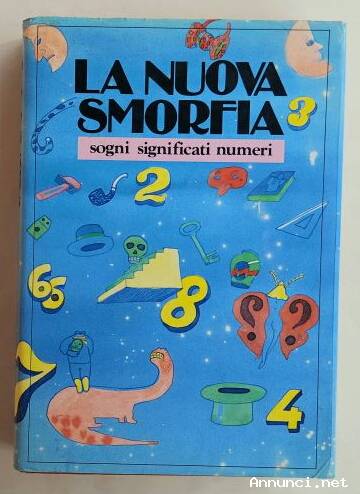 LA NUOVA
SMORFIA
3
sogni significati numeri
2
65
8
? ?
7
4
Annunci.net